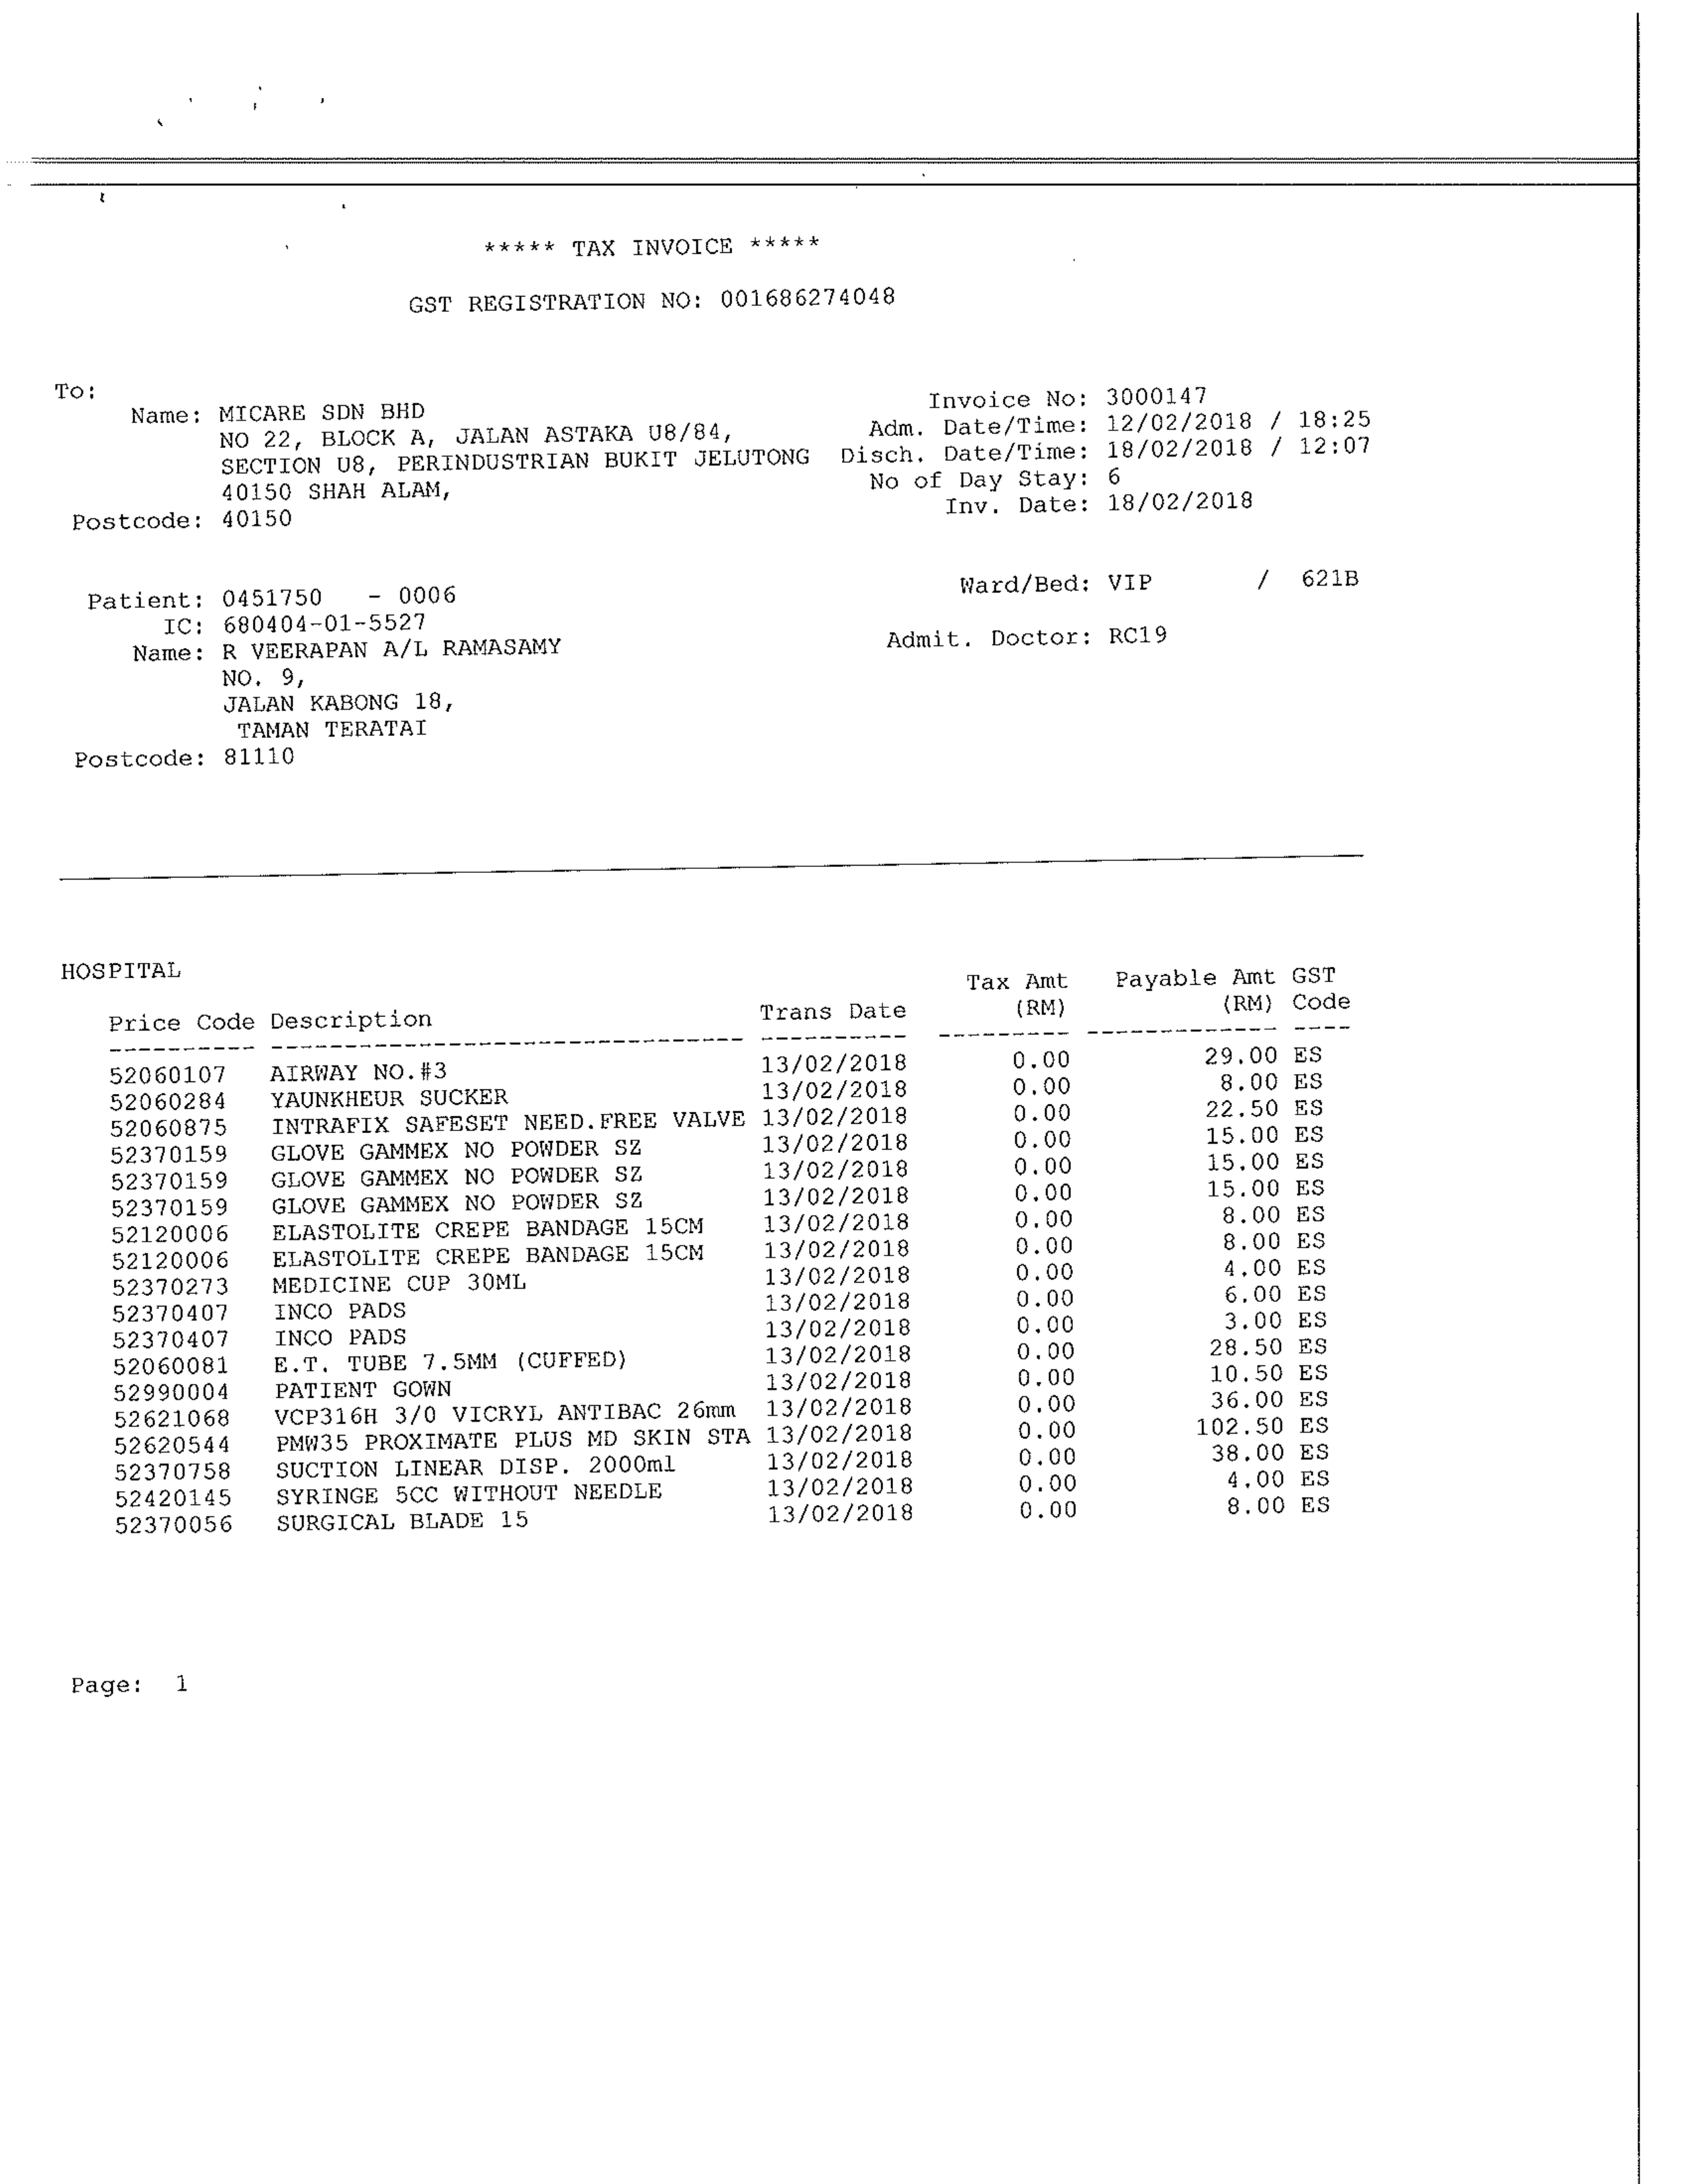 ***** TAX INVOICE *****
GST REGISTRATION NO: 001686274048
To:
Name: MICARE SDN BHD
NO 22, BLOCK A, JALAN ASTAKA U8/84,
SECTION U8, PERINDUSTRIAN BUKIT JELUTONG
40150 SHAH ALAM,
Postcode: 40150
Invoice No: 3000147
Adm. Date/Time: 12/02/2018 / 18:25
Disch. Date/Time: 18/02/2018 / 12:07
No of Day Stay: 6
Inv. Date: 18/02/2018
Patient: 0451750 - 0006
IC: 680404-01-5527
Name: R VEERAPAN A/L RAMASAMY
NO. 9,
JALAN KABONG 18,
TAMAN TERATAI
Postcode: 81110
Ward/Bed: VIP / 621B
Admit. Doctor: RC19
HOSPITAL
Tax Amt Payable Amt GST
Price Code Description Trans Date (RM) (RM) Code
---------- -------------------------------- ---------- --------- ------------- ----
52060107 AIRWAY NO.#3 13/02/2018 0.00 29.00 ES
52060284 YAUNKHEUR SUCKER 13/02/2018 0.00 8.00 ES
52060875 INTRAFIX SAFESET NEED.FREE VALVE 13/02/2018 0.00 22.50 ES
52370159 GLOVE GAMMEX NO POWDER SZ 13/02/2018 0.00 15.00 ES
52370159 GLOVE GAMMEX NO POWDER SZ 13/02/2018 0.00 15.00 ES
52370159 GLOVE GAMMEX NO POWDER SZ 13/02/2018 0.00 15.00 ES
52120006 ELASTOLITE CREPE BANDAGE 15CM 13/02/2018 0.00 8.00 ES
52120006 ELASTOLITE CREPE BANDAGE 15CM 13/02/2018 0.00 8.00 ES
52370273 MEDICINE CUP 30ML 13/02/2018 0.00 4.00 ES
52370407 INCO PADS 13/02/2018 0.00 6.00 ES
52370407 INCO PADS 13/02/2018 0.00 3.00 ES
52060081 E.T. TUBE 7.5MM (CUFFED) 13/02/2018 0.00 28.50 ES
52990004 PATIENT GOWN 13/02/2018 0.00 10.50 ES
52621068 VCP316H 3/0 VICRYL ANTIBAC 26mm 13/02/2018 0.00 36.00 ES
52620544 PMW35 PROXIMATE PLUS MD SKIN STA 13/02/2018 0.00 102.50 ES
52370758 SUCTION LINEAR DISP. 2000ml 13/02/2018 0.00 38.00 ES
52420145 SYRINGE 5CC WITHOUT NEEDLE 13/02/2018 0.00 4.00 ES
52370056 SURGICAL BLADE 15 13/02/2018 0.00 8.00 ES
Page: 1